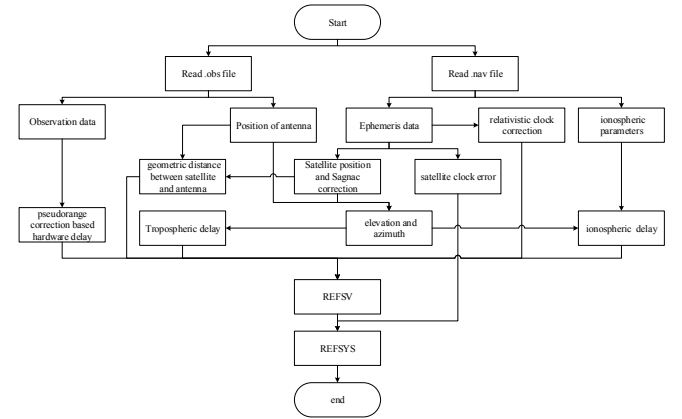 Start
Read .obs file
Read .nav file
Observation data
Position of antenna
Ephemeris data
relativistic clock
correction
ionospheric
parameters
geometric distance
between satellite
and antenna
Satellite position
and Sagnac
correction
satellite clock error
pseudorange
correction based
hardware delay
Tropospheric delay
elevation and
azimuth
ionospheric delay
REFSV
REFSYS
end